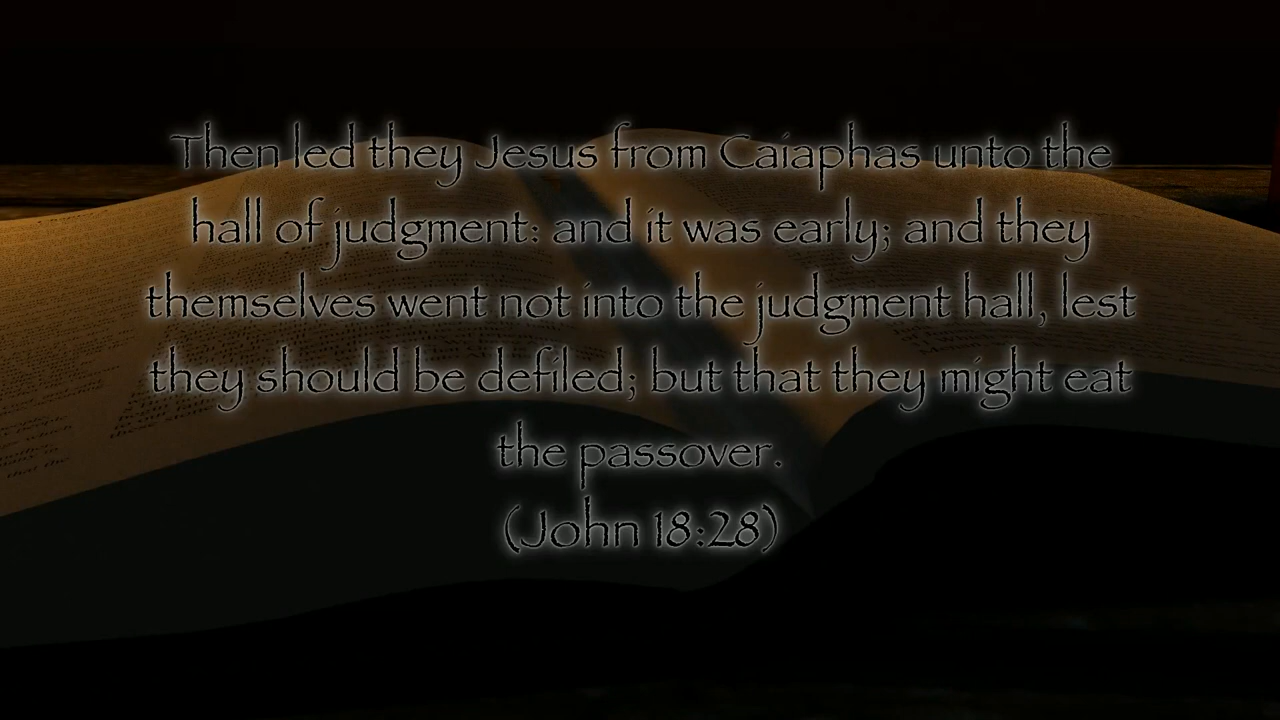 Then led they Jesus from Caiaphas unto the
hall of judgment: and it was early; and they
themselves went not into the judgment hall, lest
they should be defiled; but that they might eat
the passover.
(John 18:28)